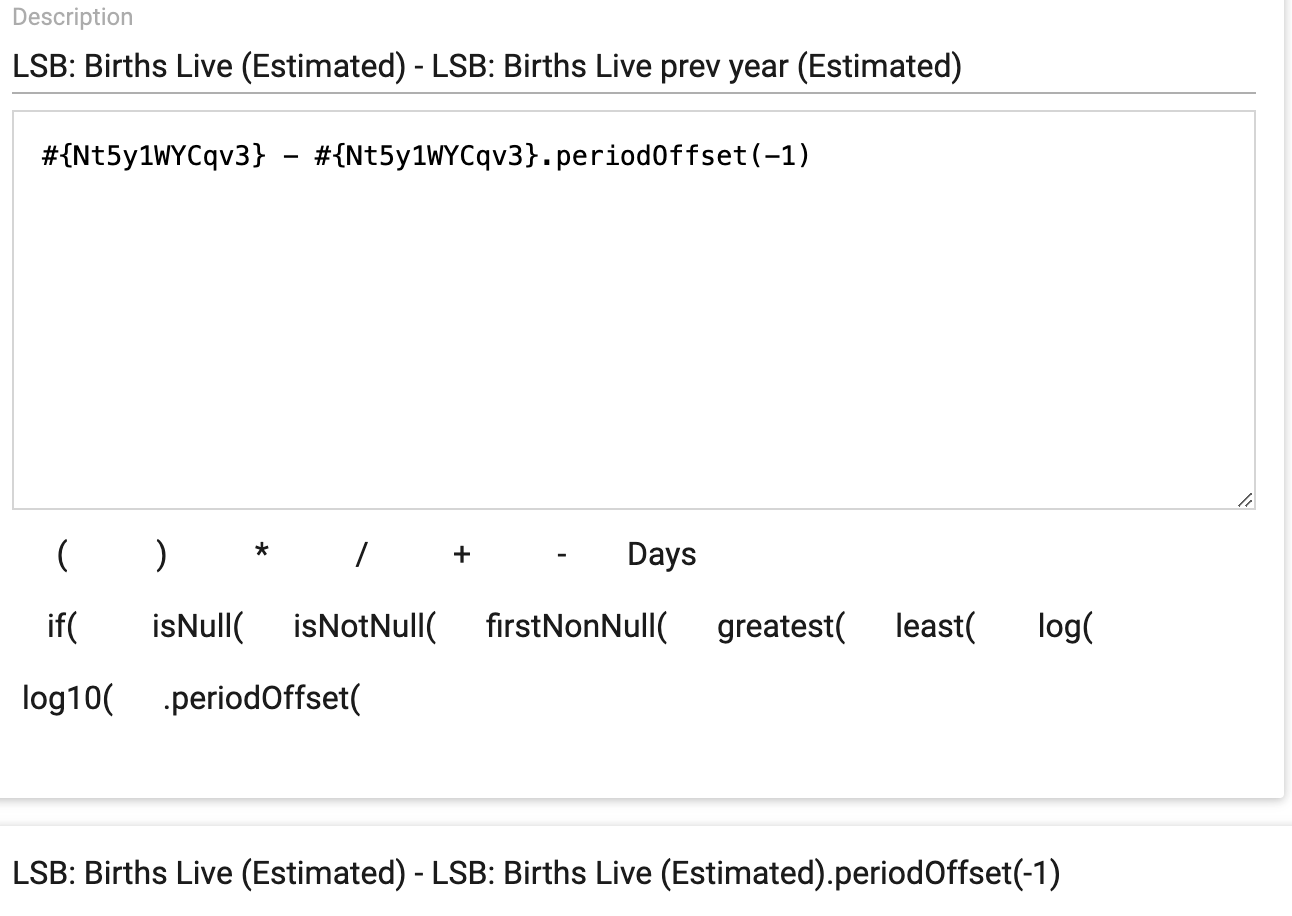 Description
LSB: Births Live (Estimated) - LSB: Births Live prev year (Estimated)
#{Nt5y1WYCqv3} − #{Nt5y1WYCqv3}.periodOffset(−1)
( ) * / + - Days
if( isNull( isNotNull( firstNonNull( greatest( least( log(
log10( .periodOffset(
LSB: Births Live (Estimated) - LSB: Births Live (Estimated).periodOffset(-1)